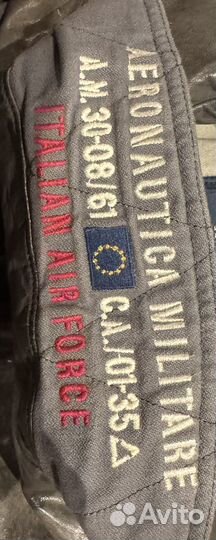 AERONAUTICA MILITARE
A.M. 30-08/61 C.A./01-35
ITALIAN AIR FORCE
Avito